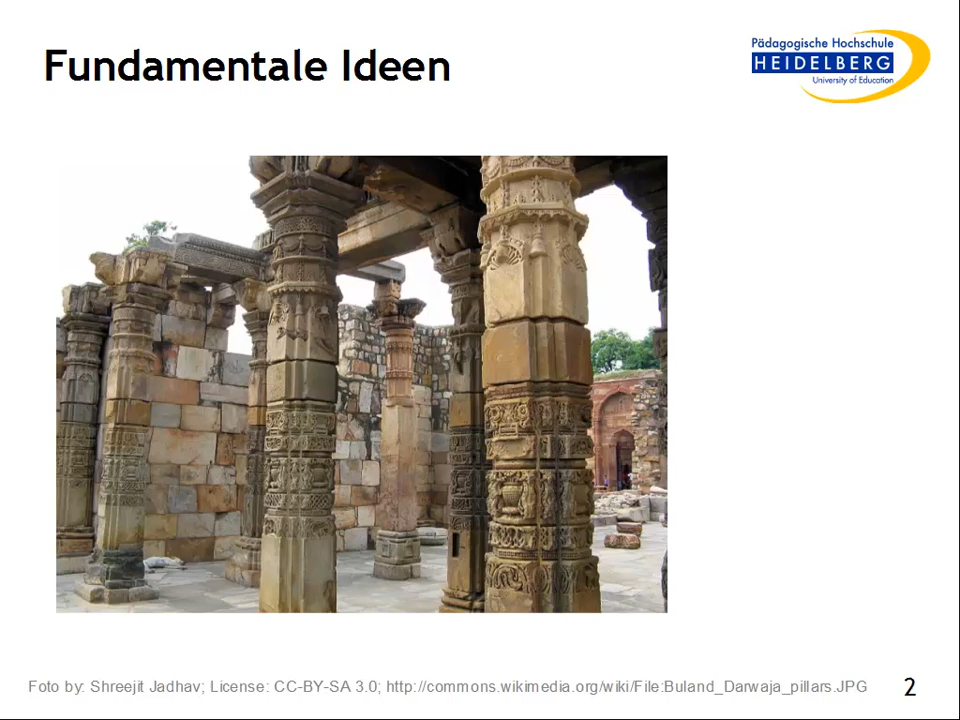 Fundamentale Ideen
Pädagogische Hochschule
HEIDELBERG
University of Education
Foto by: Shreejit Jadhav; License: CC-BY-SA 3.0; http://commons.wikimedia.org/wiki/File:Buland_Darwaja_pillars.JPG
2